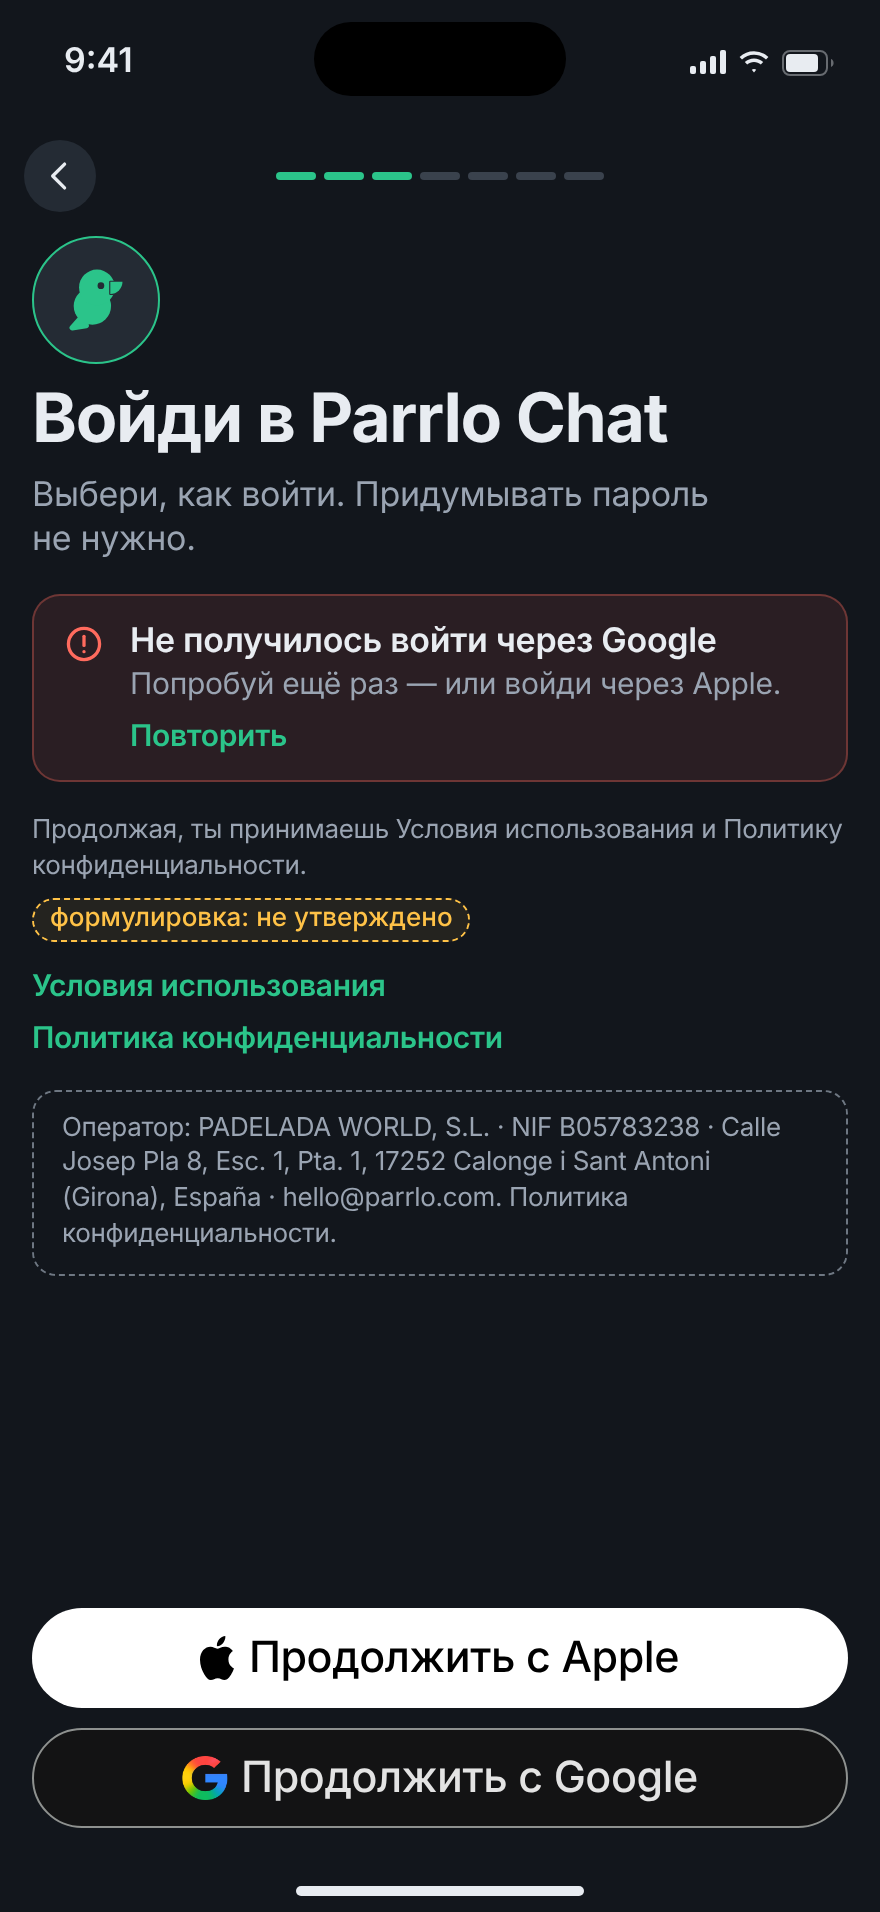 9:41
Войди в Parrlo Chat
Выбери, как войти. Придумывать пароль
не нужно.
Не получилось войти через Google
Попробуй ещё раз — или войди через Apple.
Повторить
Продолжая, ты принимаешь Условия использования и Политику
конфиденциальности.
формулировка: не утверждено
Условия использования
Политика конфиденциальности
Оператор: PADELADA WORLD, S.L. · NIF B05783238 · Calle
Josep Pla 8, Esc. 1, Pta. 1, 17252 Calonge i Sant Antoni
(Girona), España · hello@parrlo.com. Политика
конфиденциальности.
Продолжить с Apple
Продолжить с Google